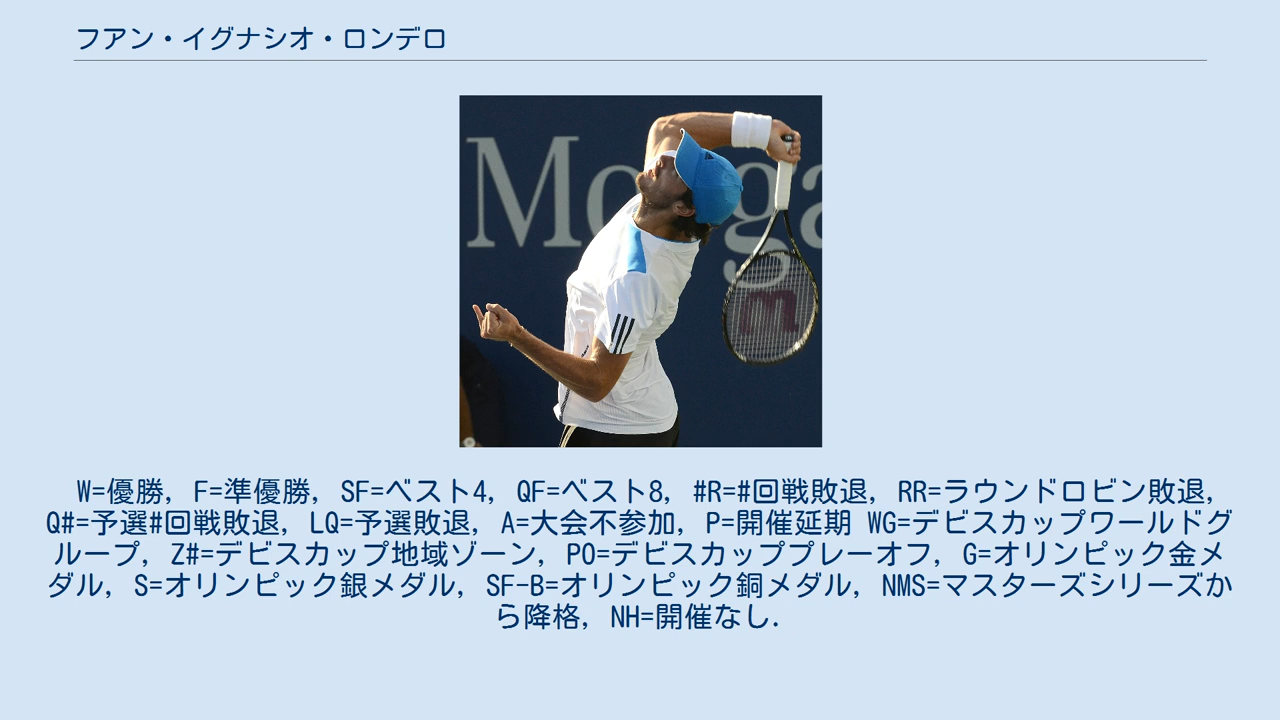 フアン・イグナシオ・ロンデロ
Morga
m
W=優勝, F=準優勝, SF=ベスト4, QF=ベスト8, #R=#回戦敗退, RR=ラウンドロビン敗退,
Q#=予選#回戦敗退, LQ=予選敗退, A=大会不参加, P=開催延期 WG=デビスカップワールドグ
ループ, Z#=デビスカップ地域ゾーン, PO=デビスカッププレーオフ, G=オリンピック金メ
ダル, S=オリンピック銀メダル, SF-B=オリンピック銅メダル, NMS=マスターズシリーズか
ら降格, NH=開催なし.